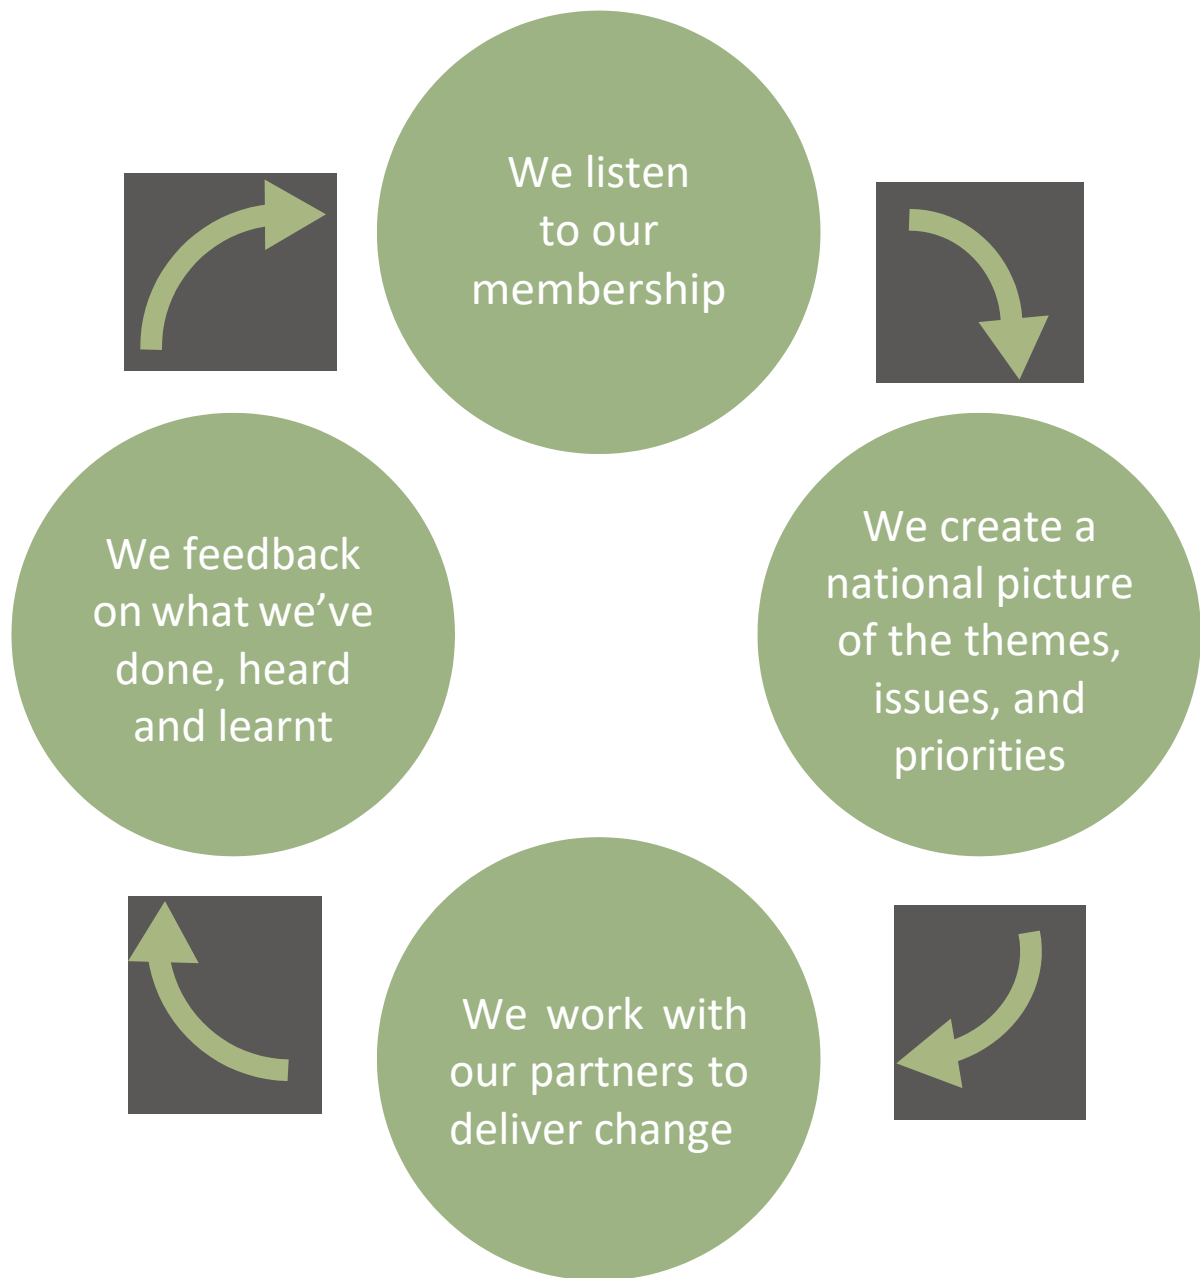 We listen
to our
membership
We create a
national picture
of the themes,
issues, and
priorities
We work with
our partners to
deliver change
We feedback
on what we’ve
done, heard
and learnt